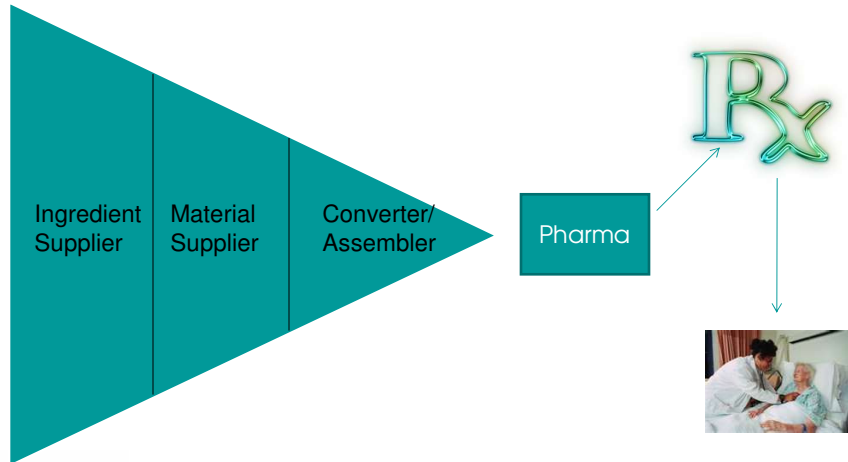 Ingredient
Supplier
Material
Supplier
Converter/
Assembler
Pharma
Rx